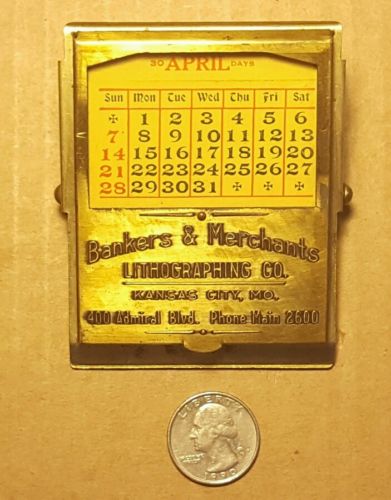 30 APRIL DAYS
Sun Mon Tue Wed Thu Fri Sat
✠ 1 2 3 4 5 6
7 8 9 10 11 12 13
14 15 16 17 18 19 20
21 22 23 24 25 26 27
28 29 30 31 ✠ ✠ ✠
Bankers & Merchants
LITHOGRAPHING CO.
KANSAS CITY, MO.
400 Admiral Blvd. Phone Main 2600
LIBERTY
1990